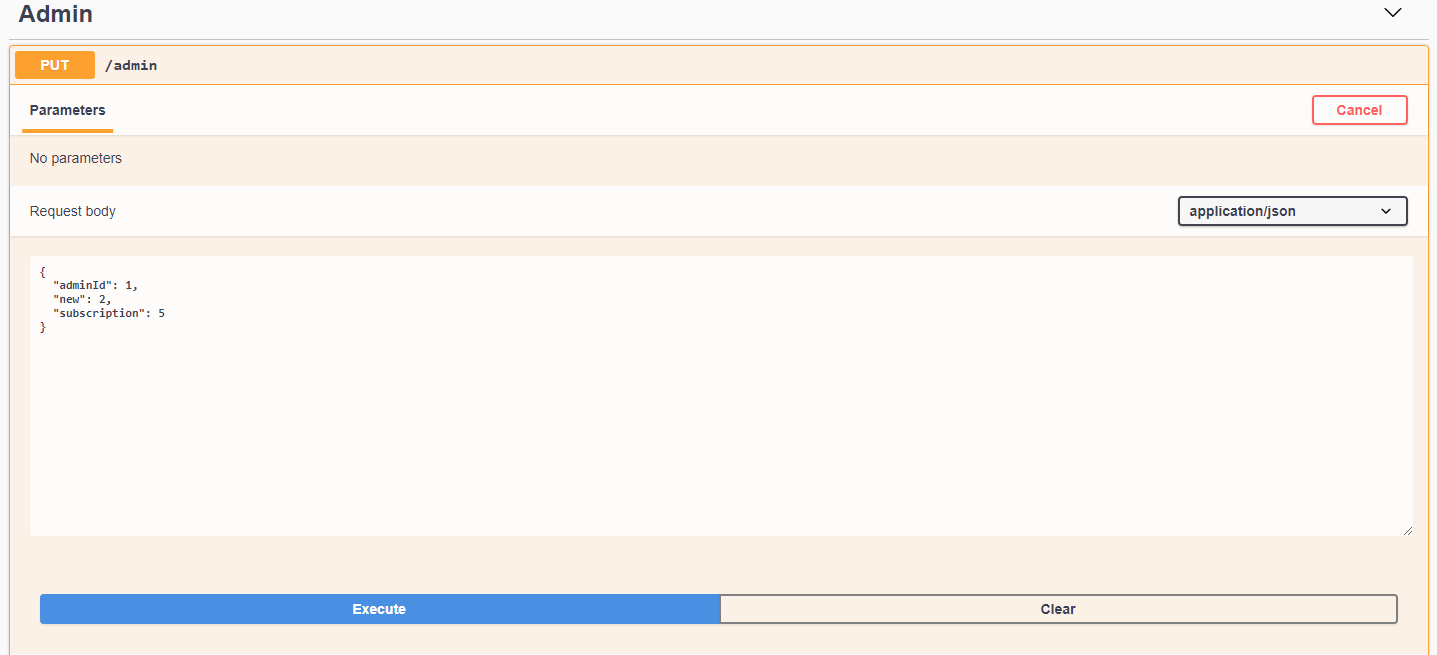 Admin
PUT /admin
Parameters
Cancel
No parameters
Request body
application/json
{
"adminId": 1,
"new": 2,
"subscription": 5
}
Execute
Clear